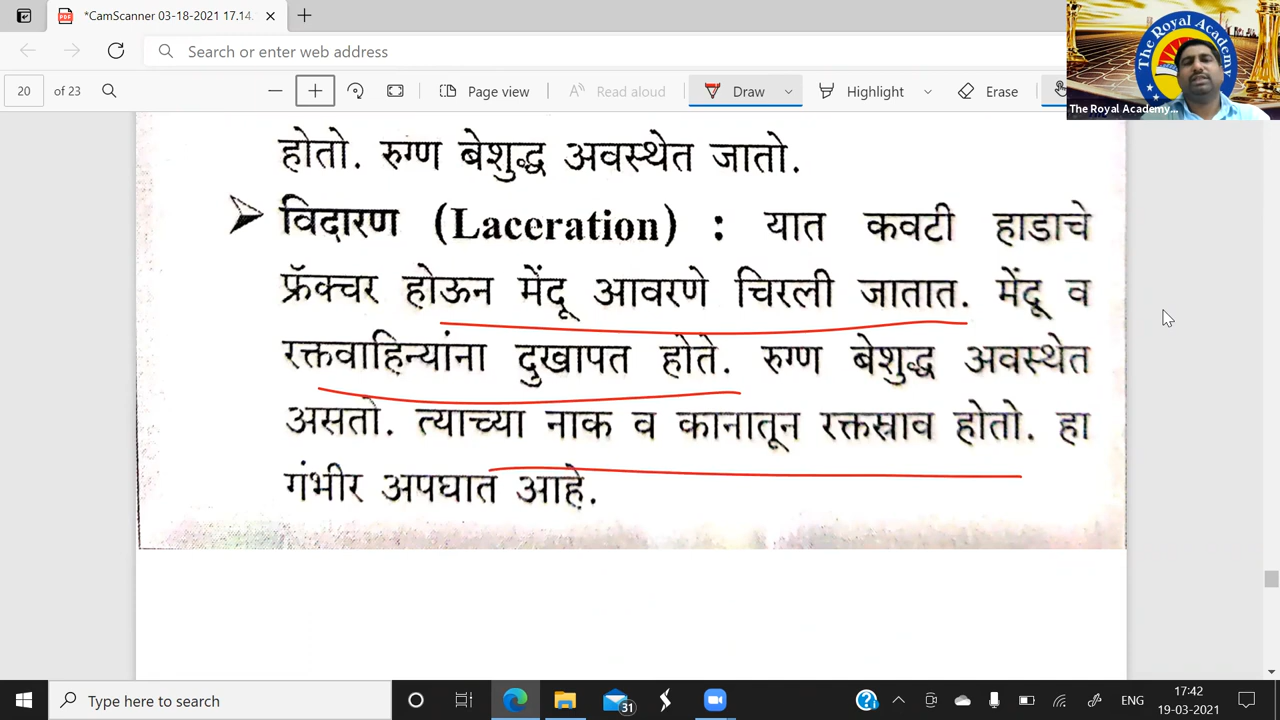 *CamScanner 03-18-2021 17.14.
Search or enter web address
20 of 23
Page view
Read aloud
Draw
Highlight
Erase
The Royal Academy
The Royal Academy...
होतो. रुग्ण बेशुद्ध अवस्थेत जातो.
विदारण (Laceration) : यात कवटी हाडाचे
फ्रॅक्चर होऊन मेंदू आवरणे चिरली जातात. मेंदू व
रक्तवाहिन्यांना दुखापत होते. रुग्ण बेशुद्ध अवस्थेत
असतो. त्याच्या नाक व कानातून रक्तस्राव होतो. हा
गंभीर अपघात आहे.
Type here to search
31
ENG
17:42
19-03-2021